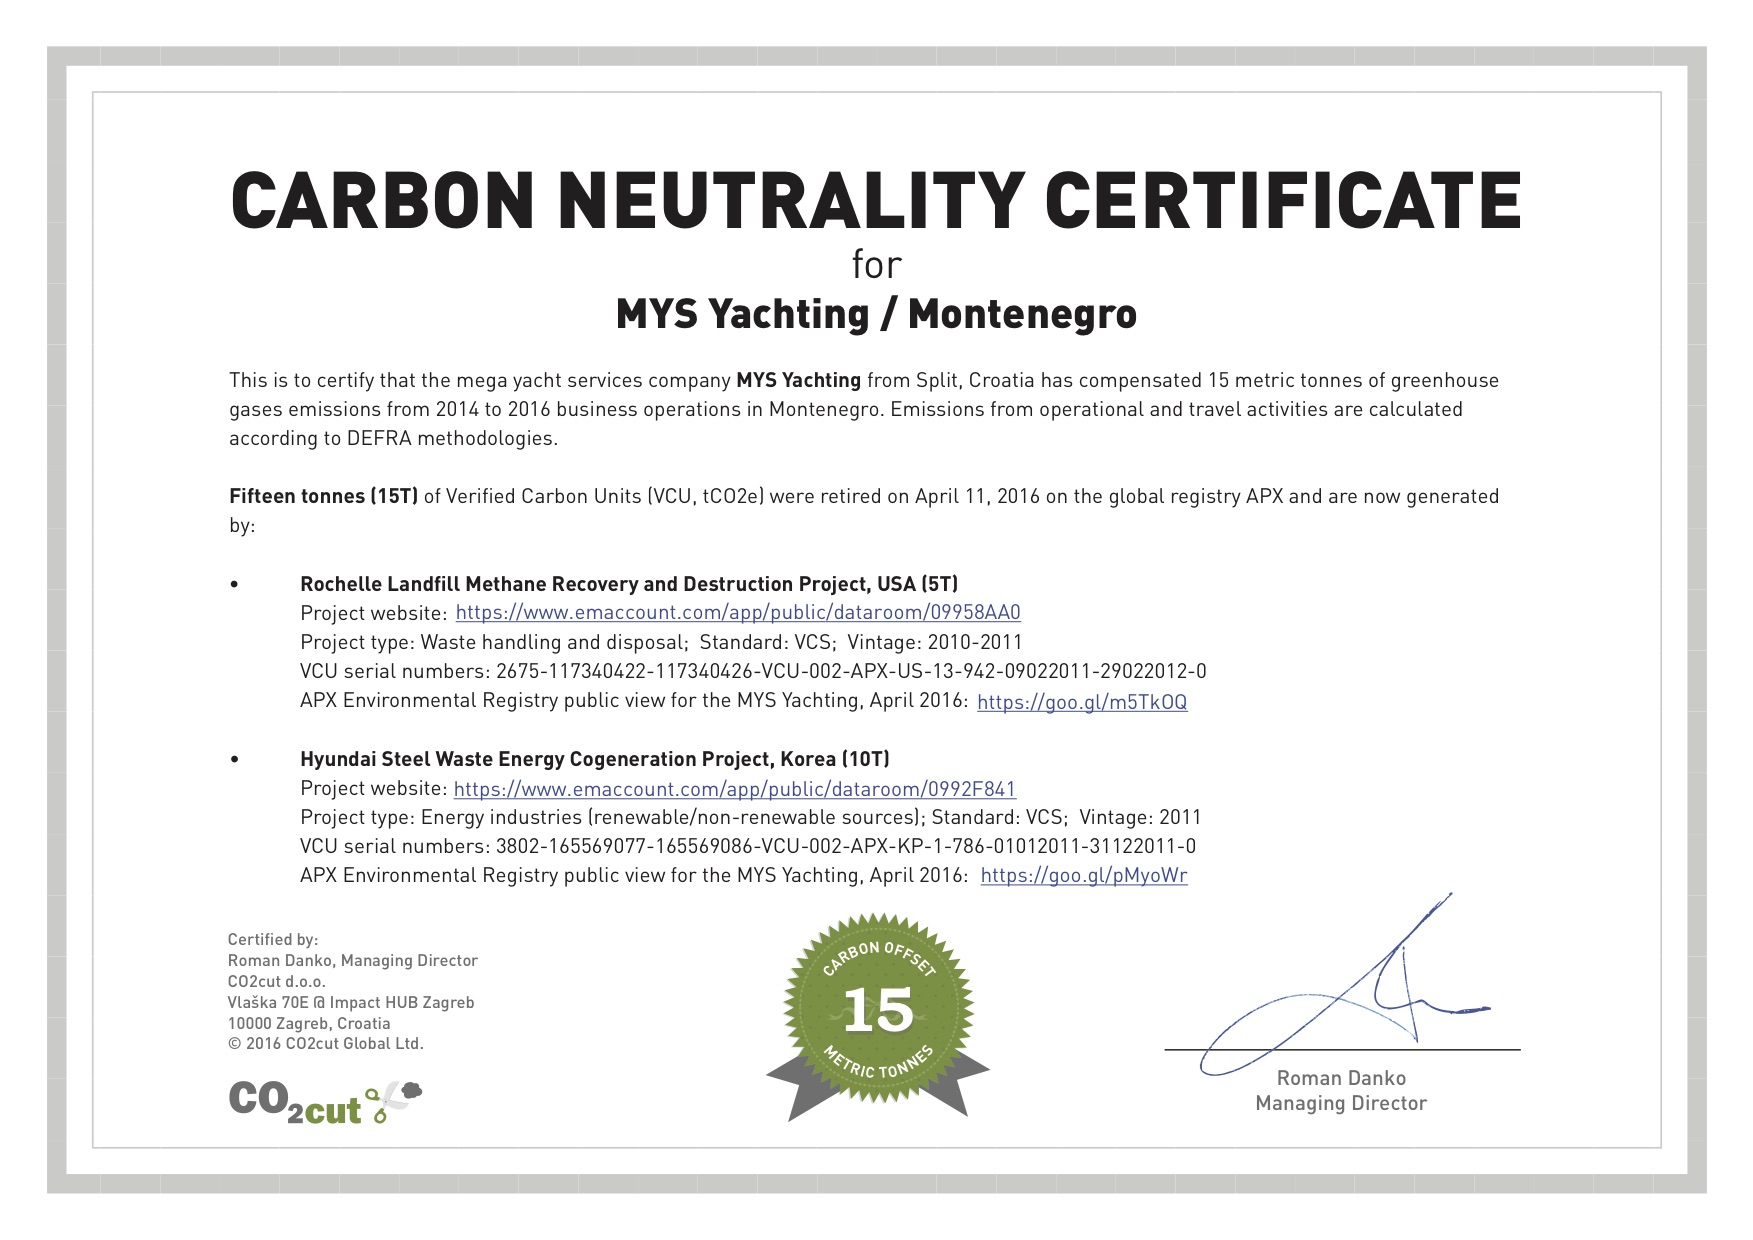 CARBON NEUTRALITY CERTIFICATE
for
MYS Yachting / Montenegro
This is to certify that the mega yacht services company MYS Yachting from Split, Croatia has compensated 15 metric tonnes of greenhouse
gases emissions from 2014 to 2016 business operations in Montenegro. Emissions from operational and travel activities are calculated
according to DEFRA methodologies.
Fifteen tonnes (15T) of Verified Carbon Units (VCU, tCO2e) were retired on April 11, 2016 on the global registry APX and are now generated
by:
• Rochelle Landfill Methane Recovery and Destruction Project, USA (5T)
Project website: https://www.emaccount.com/app/public/dataroom/09958AA0
Project type: Waste handling and disposal; Standard: VCS; Vintage: 2010-2011
VCU serial numbers: 2675-117340422-117340426-VCU-002-APX-US-13-942-09022011-29022012-0
APX Environmental Registry public view for the MYS Yachting, April 2016: https://goo.gl/m5TkOQ
• Hyundai Steel Waste Energy Cogeneration Project, Korea (10T)
Project website: https://www.emaccount.com/app/public/dataroom/0992F841
Project type: Energy industries (renewable/non-renewable sources); Standard: VCS; Vintage: 2011
VCU serial numbers: 3802-165569077-165569086-VCU-002-APX-KP-1-786-01012011-31122011-0
APX Environmental Registry public view for the MYS Yachting, April 2016: https://goo.gl/pMyoWr
Certified by:
Roman Danko, Managing Director
CO2cut d.o.o.
Vlaška 70E @ Impact HUB Zagreb
10000 Zagreb, Croatia
© 2016 CO2cut Global Ltd.
CO2cut
CARBON OFFSET
15
METRIC TONNES
Roman Danko
Managing Director